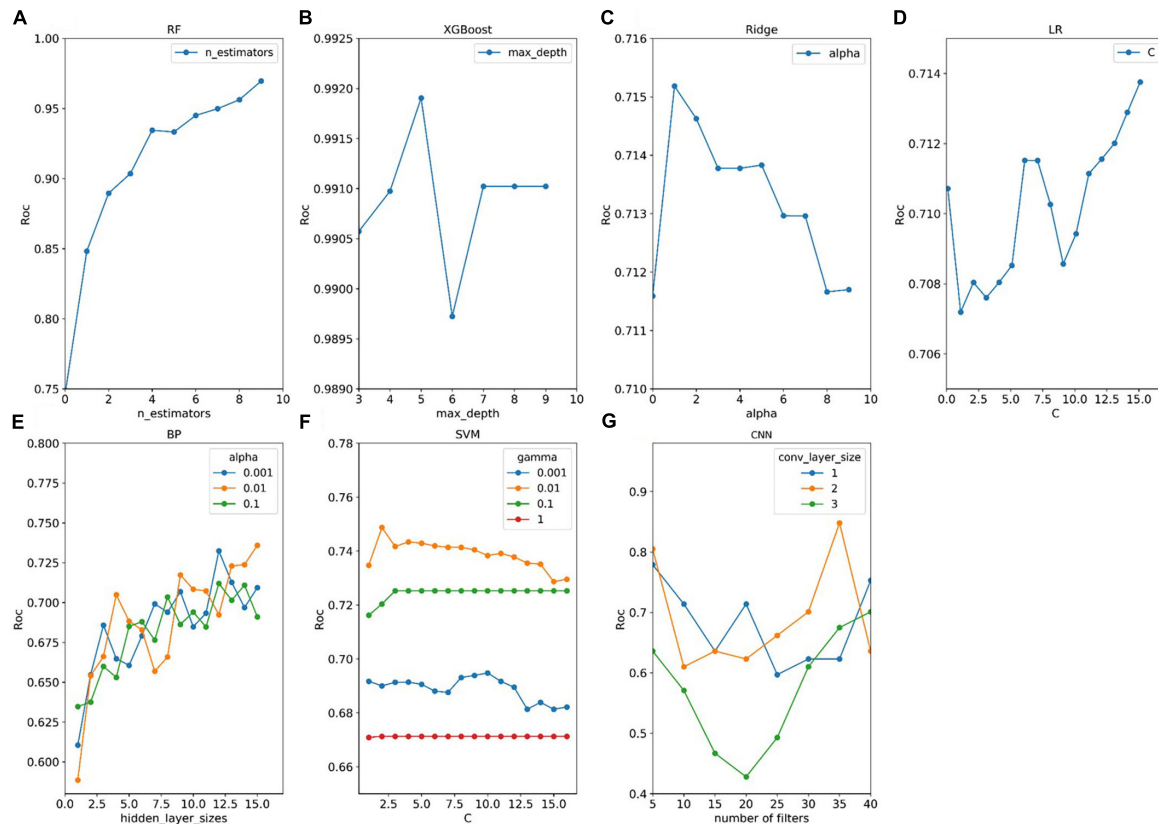 A
RF
1.00
0.95
0.90
0.85
0.80
0.75
Roc
n_estimators
0 2 4 6 8 10
n_estimators
B
XGBoost
0.9925
0.9920
0.9915
0.9910
0.9905
0.9900
0.9895
0.9890
Roc
max_depth
3 4 5 6 7 8 9 10
max_depth
C
Ridge
0.716
0.715
0.714
0.713
0.712
0.711
0.710
Roc
alpha
0 2 4 6 8 10
alpha
D
LR
0.714
0.712
0.710
0.708
0.706
Roc
C
0.0 2.5 5.0 7.5 10.0 12.5 15.0
C
E
BP
0.800
0.775
0.750
0.725
0.700
0.675
0.650
0.625
0.600
Roc
alpha
0.001
0.01
0.1
0.0 2.5 5.0 7.5 10.0 12.5 15.0
hidden_layer_sizes
F
SVM
0.78
0.76
0.74
0.72
0.70
0.68
0.66
Roc
gamma
0.001
0.01
0.1
1
2.5 5.0 7.5 10.0 12.5 15.0
C
G
CNN
0.9
0.8
0.7
0.6
0.5
0.4
Roc
conv_layer_size
1
2
3
5 10 15 20 25 30 35 40
number of filters